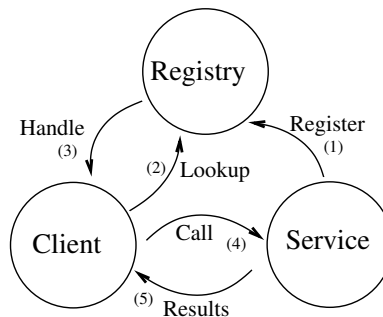 Registry
Handle
(3)
(2)
Lookup
Register
(1)
Client
Call
(4)
Service
(5)
Results